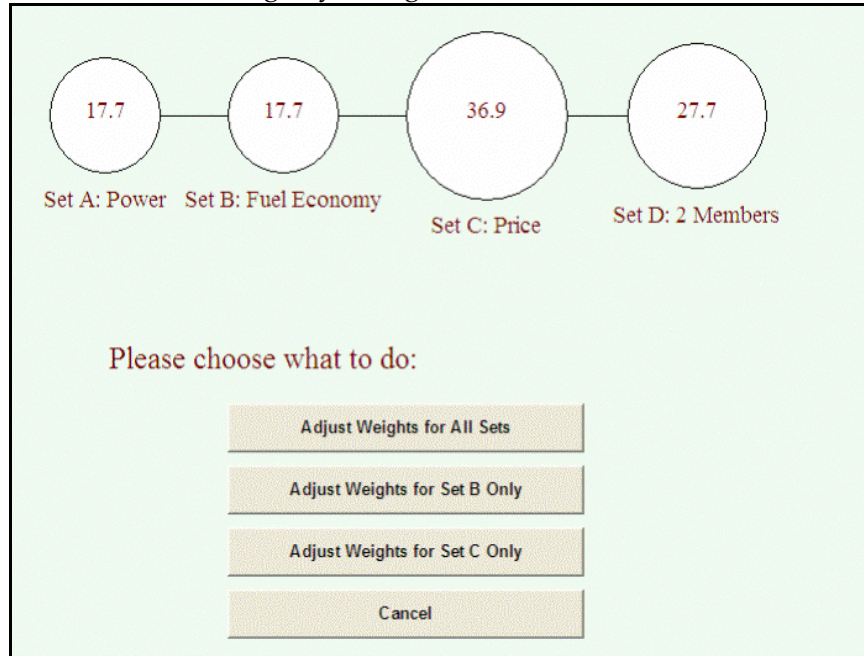 17.7 17.7 36.9 27.7
Set A: Power Set B: Fuel Economy
Set C: Price
Set D: 2 Members
Please choose what to do:
Adjust Weights for All Sets
Adjust Weights for Set B Only
Adjust Weights for Set C Only
Cancel